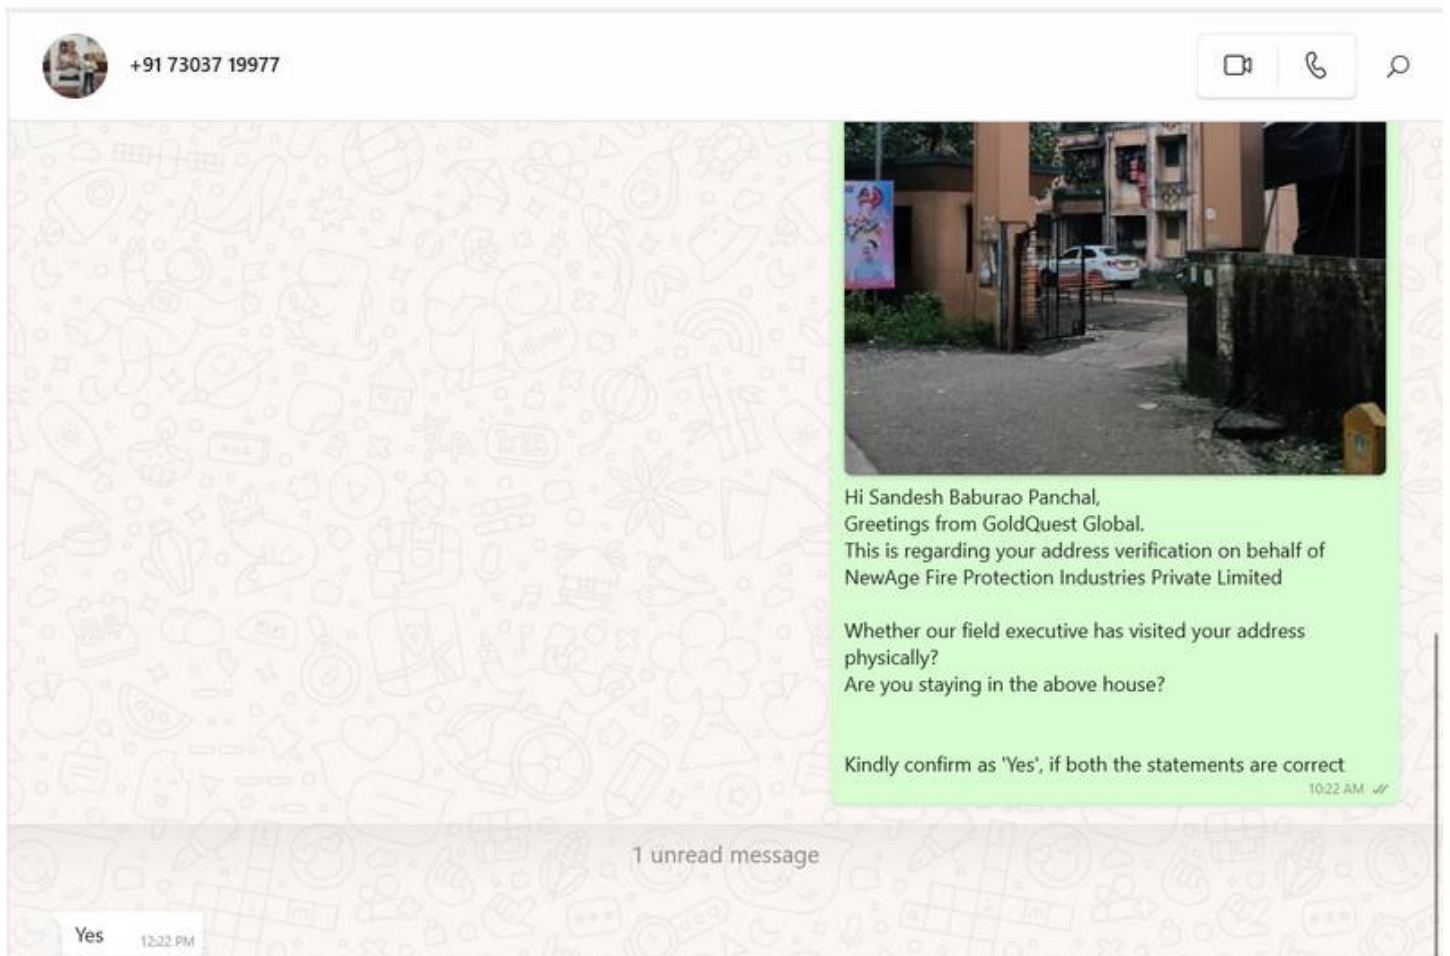 +91 73037 19977
Hi Sandesh Baburao Panchal,
Greetings from GoldQuest Global.
This is regarding your address verification on behalf of
NewAge Fire Protection Industries Private Limited
Whether our field executive has visited your address
physically?
Are you staying in the above house?
Kindly confirm as 'Yes', if both the statements are correct
10:22 AM
1 unread message
Yes
12:22 PM